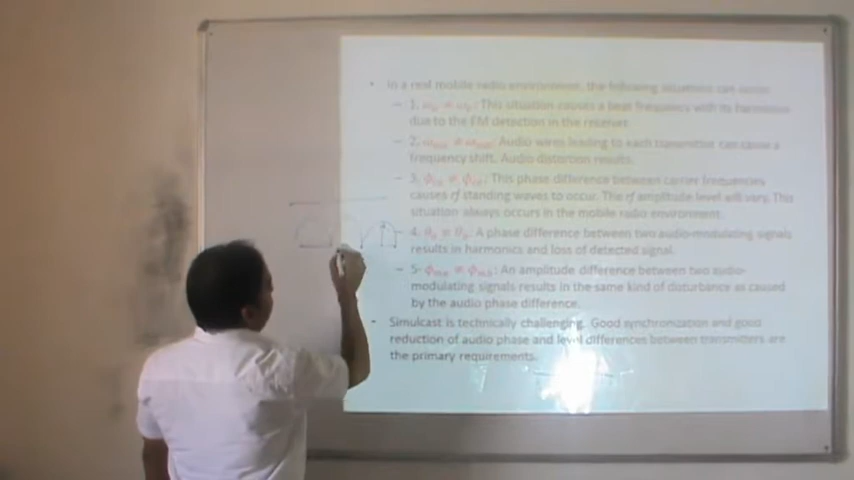 • In a real mobile radio environment, the following situations can occur
– 1. This situation causes a beat frequency with its harmonics
due to the FM detection in the receiver.
– 2. Audio wires leading to each transmitter can cause a
frequency shift. Audio distortion results.
– 3. This phase difference between carrier frequencies
causes rf standing waves to occur. The rf amplitude level will vary. This
situation always occurs in the mobile radio environment.
– 4. A phase difference between two audio-modulating signals
results in harmonics and loss of detected signal.
– 5. An amplitude difference between two audio-
modulating signals results in the same kind of disturbance as caused
by the audio phase difference.
• Simulcast is technically challenging. Good synchronization and good
reduction of audio phase and level differences between transmitters are
the primary requirements.